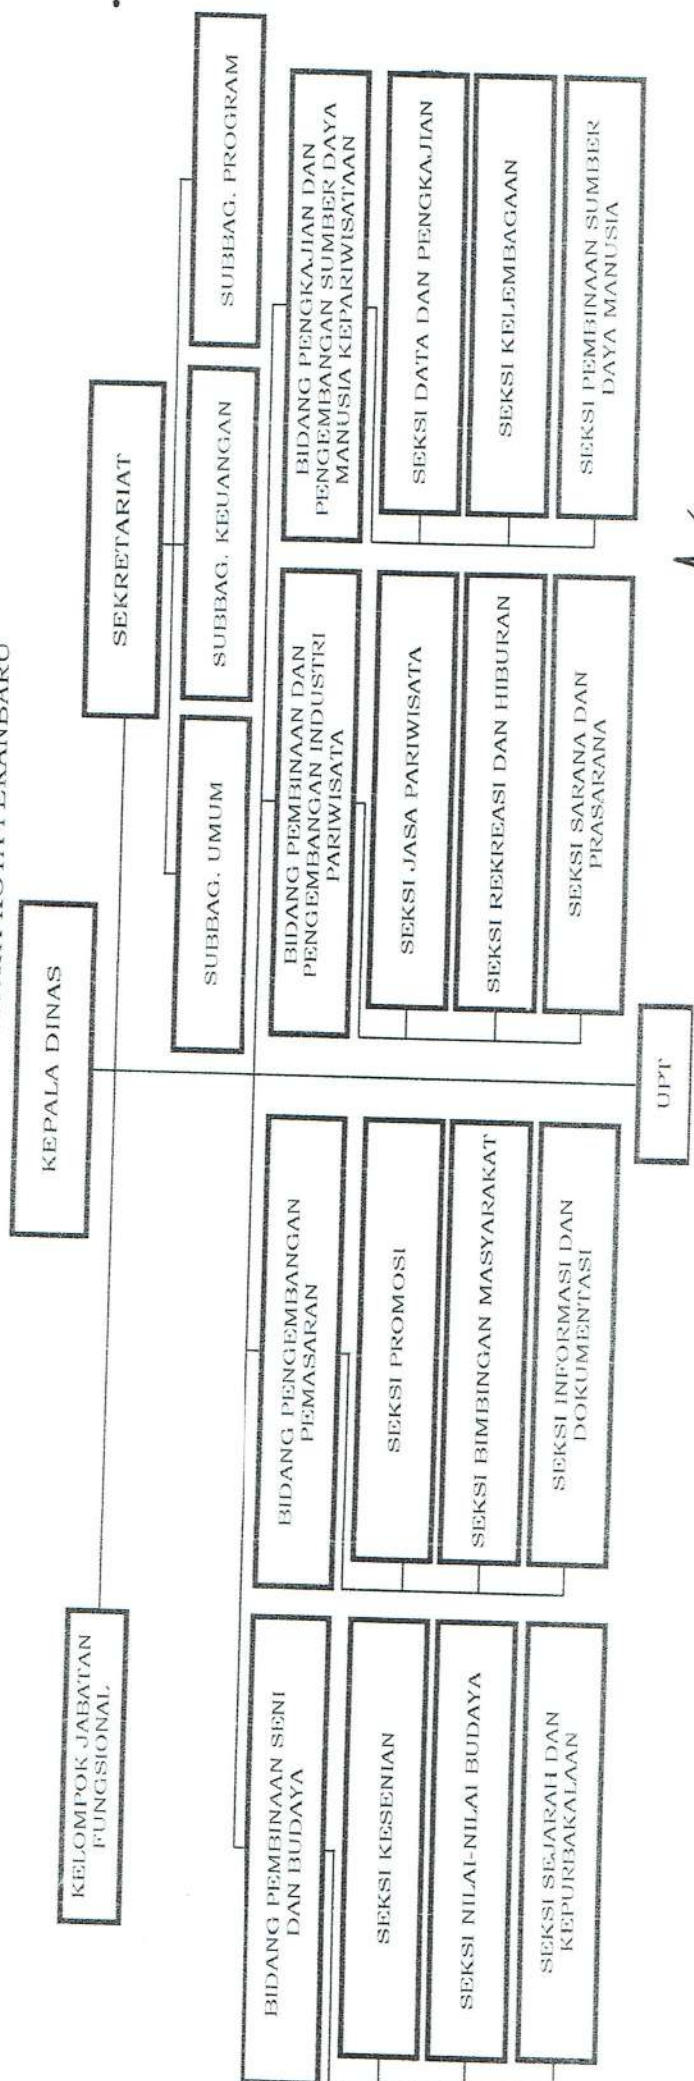 KOTA PEKANBARU
KEPALA DINAS
KELOMPOK JABATAN
FUNGSIONAL
SEKRETARIAT
SUBBAG. UMUM
SUBBAG. KEUANGAN
SUBBAG. PROGRAM
BIDANG PEMBINAAN SENI
DAN BUDAYA
SEKSI KESENIAN
SEKSI NILAI-NILAI BUDAYA
SEKSI SEJARAH DAN
KEPURBAKALAAN
BIDANG PENGEMBANGAN
PEMASARAN
SEKSI PROMOSI
SEKSI BIMBINGAN MASYARAKAT
SEKSI INFORMASI DAN
DOKUMENTASI
BIDANG PEMBINAAN DAN
PENGEMBANGAN INDUSTRI
PARIWISATA
SEKSI JASA PARIWISATA
SEKSI REKREASI DAN HIBURAN
SEKSI SARANA DAN
PRASARANA
BIDANG PENGKAJIAN DAN
PENGEMBANGAN SUMBER DAYA
MANUSIA KEPARIWISATAAN
SEKSI DATA DAN PENGKAJIAN
SEKSI KELEMBAGAAN
SEKSI PEMBINAAN SUMBER
DAYA MANUSIA
UPT